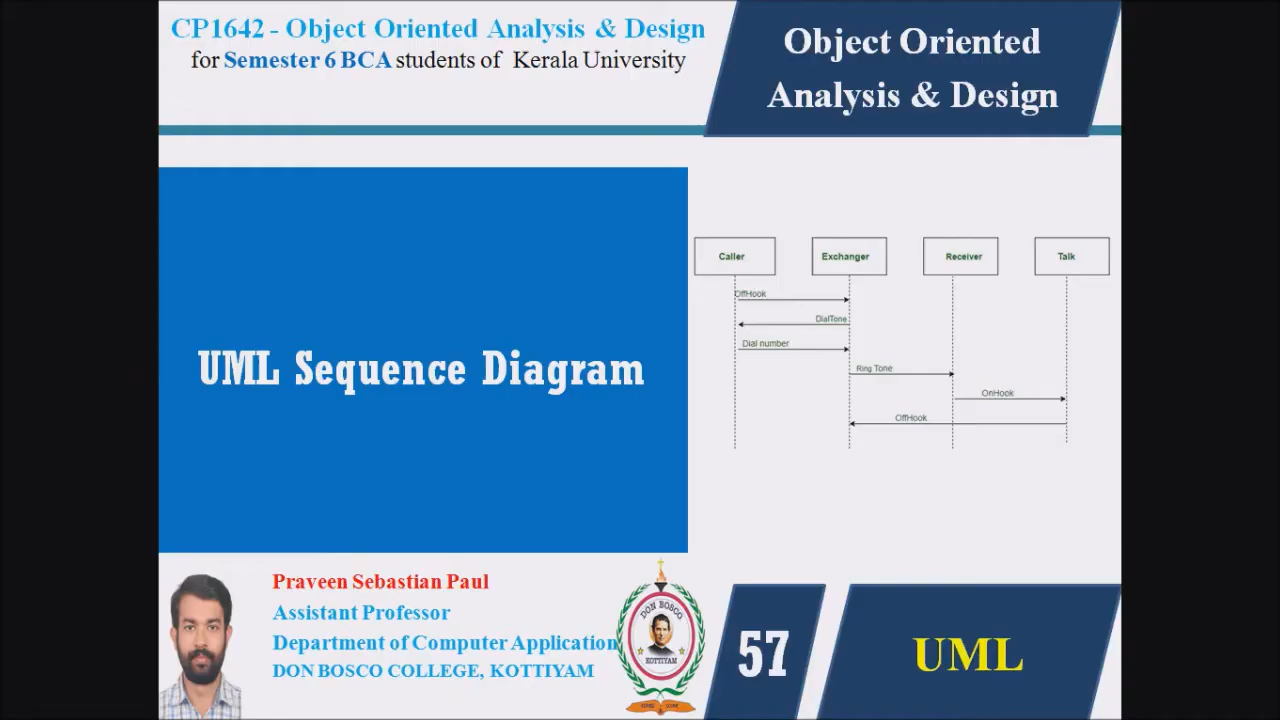 CP1642 - Object Oriented Analysis & Design
for Semester 6 BCA students of Kerala University
Object Oriented
Analysis & Design
UML Sequence Diagram
Caller
Exchanger
Receiver
Talk
OffHook
DialTone
Dial number
Ring Tone
OnHook
OffHook
Praveen Sebastian Paul
Assistant Professor
Department of Computer Application
DON BOSCO COLLEGE, KOTTIYAM
DON BOSCO
KOTTIYAM
57
UML